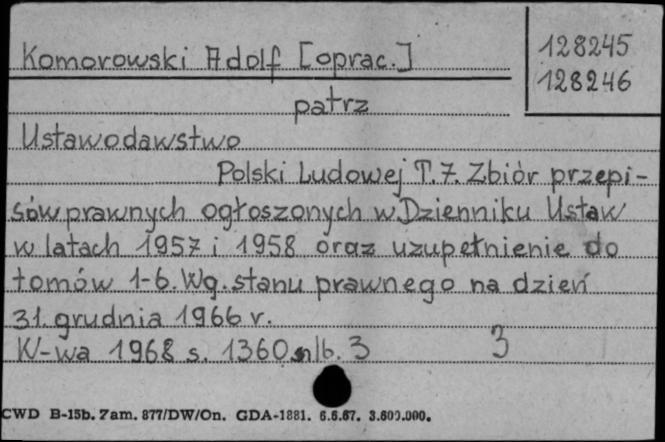 Komorowski Adolf [oprac.]
128245
128246
patrz
Ustawodawstwo
Polski Ludowej T.7. Zbiór przepi-
sów prawnych ogłoszonych w Dzienniku Ustaw
w latach 1957 i 1958 oraz uzupełnienie do
tomów 1-6. Wg. stanu prawnego na dzień
31. grudnia 1966 r.
W-wa 1968 s. 1360 nlb. 3
3
CWD B-15b. Zam. 877/DW/On. GDA-1881. 6.6.67. 3.600.000.